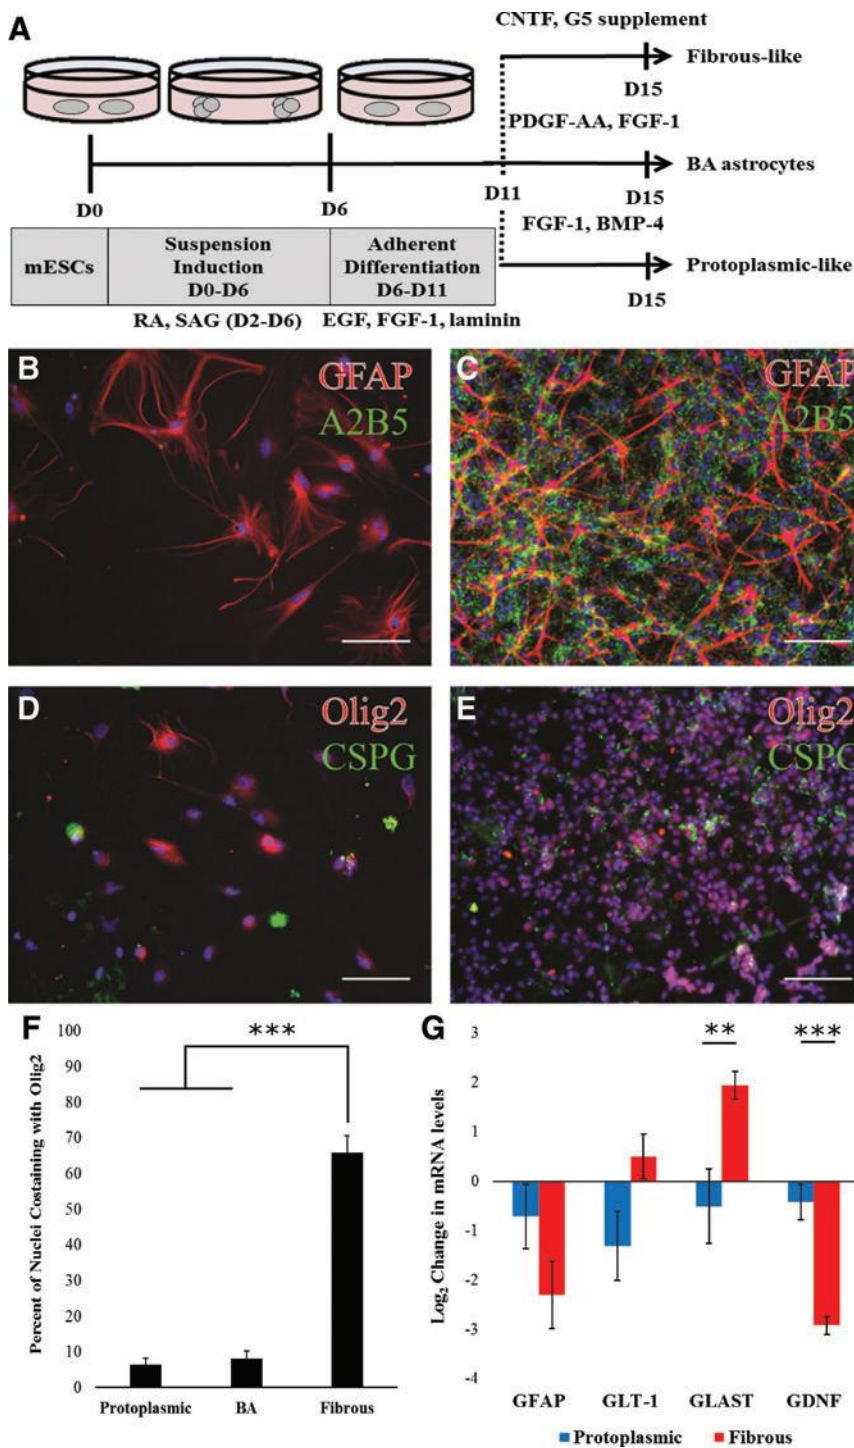 A
CNTF, G5 supplement
Fibrous-like
D15
PDGF-AA, FGF-1
BA astrocytes
D0
D6
D11
D15
FGF-1, BMP-4
mESCs
Suspension
Induction
D0-D6
Adherent
Differentiation
D6-D11
Protoplasmic-like
D15
RA, SAG (D2-D6)
EGF, FGF-1, laminin
B
GFAP
A2B5
C
GFAP
A2B5
D
Olig2
CSPG
E
Olig2
CSPG
F
Percent of Nuclei Costaining with Olig2
100
90
80
70
60
50
40
30
20
10
0
***
Protoplasmic
BA
Fibrous
G
Log2 Change in mRNA levels
3
2
1
0
-1
-2
-3
-4
**
***
GFAP
GLT-1
GLAST
GDNF
Protoplasmic
Fibrous